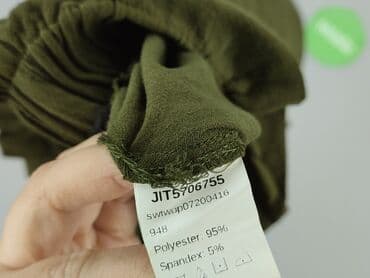 JIT5706755
swtwop07200416
948
Polyester: 95%
Spandex: 5%